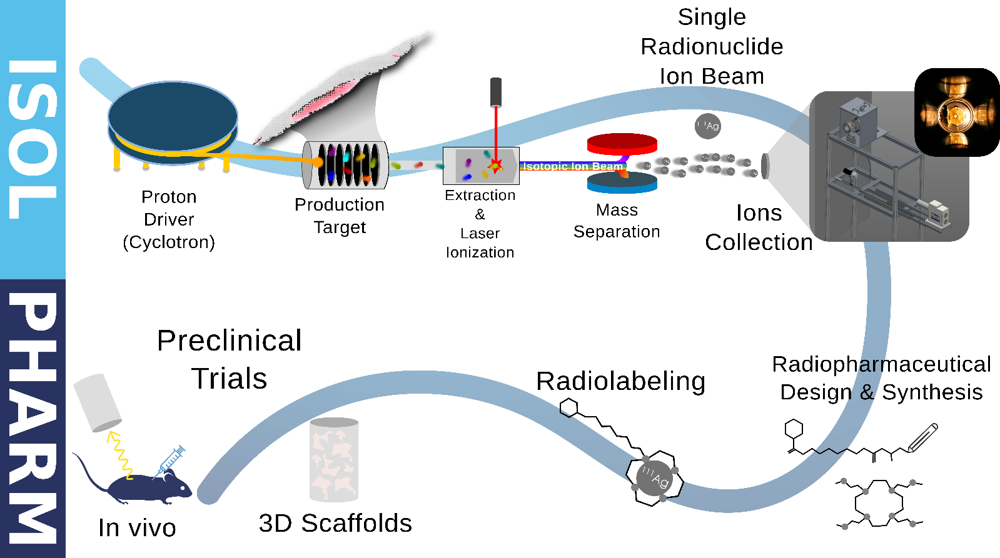 ISOL
PHARM
Proton
Driver
(Cyclotron)
Production
Target
Extraction
&
Laser
Ionization
Isotopic Ion Beam
Mass
Separation
Single
Radionuclide
Ion Beam
111Ag
Ions
Collection
Radiopharmaceutical
Design & Synthesis
Radiolabeling
111Ag
Preclinical
Trials
3D Scaffolds
In vivo